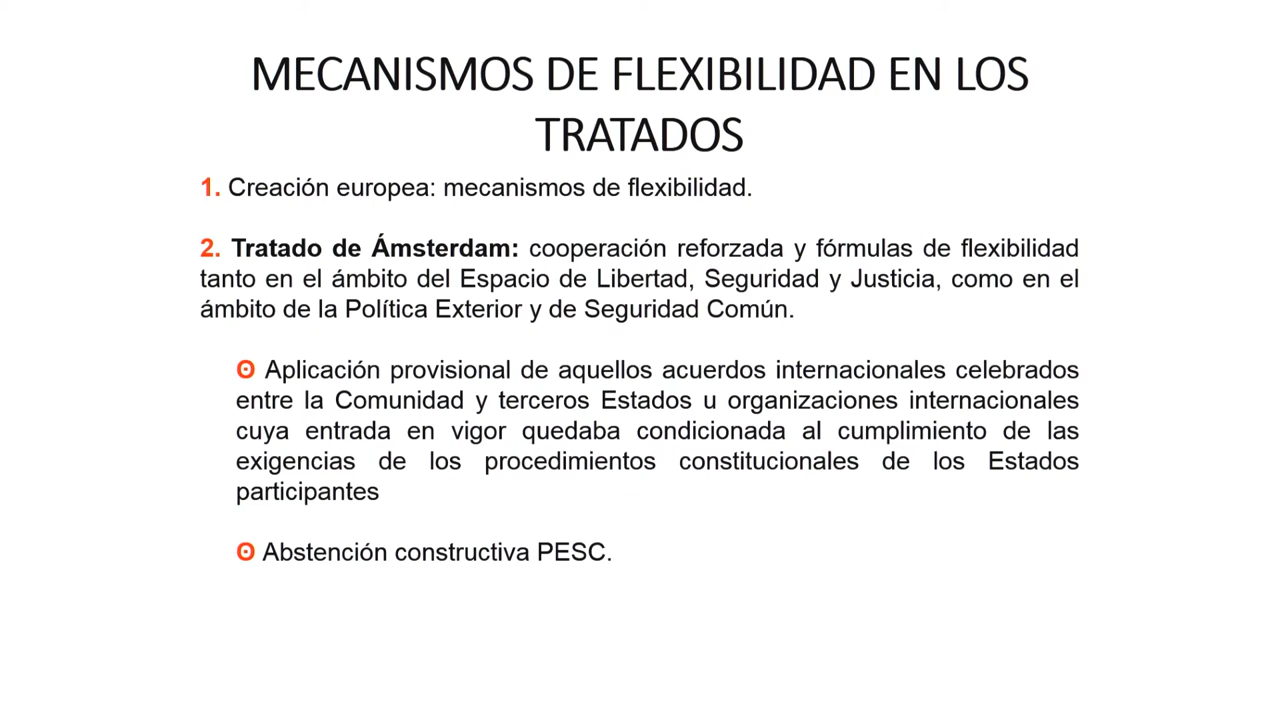 MECANISMOS DE FLEXIBILIDAD EN LOS
TRATADOS
1. Creación europea: mecanismos de flexibilidad.
2. Tratado de Ámsterdam: cooperación reforzada y fórmulas de flexibilidad
tanto en el ámbito del Espacio de Libertad, Seguridad y Justicia, como en el
ámbito de la Política Exterior y de Seguridad Común.
ʘ Aplicación provisional de aquellos acuerdos internacionales celebrados
entre la Comunidad y terceros Estados u organizaciones internacionales
cuya entrada en vigor quedaba condicionada al cumplimiento de las
exigencias de los procedimientos constitucionales de los Estados
participantes
ʘ Abstención constructiva PESC.